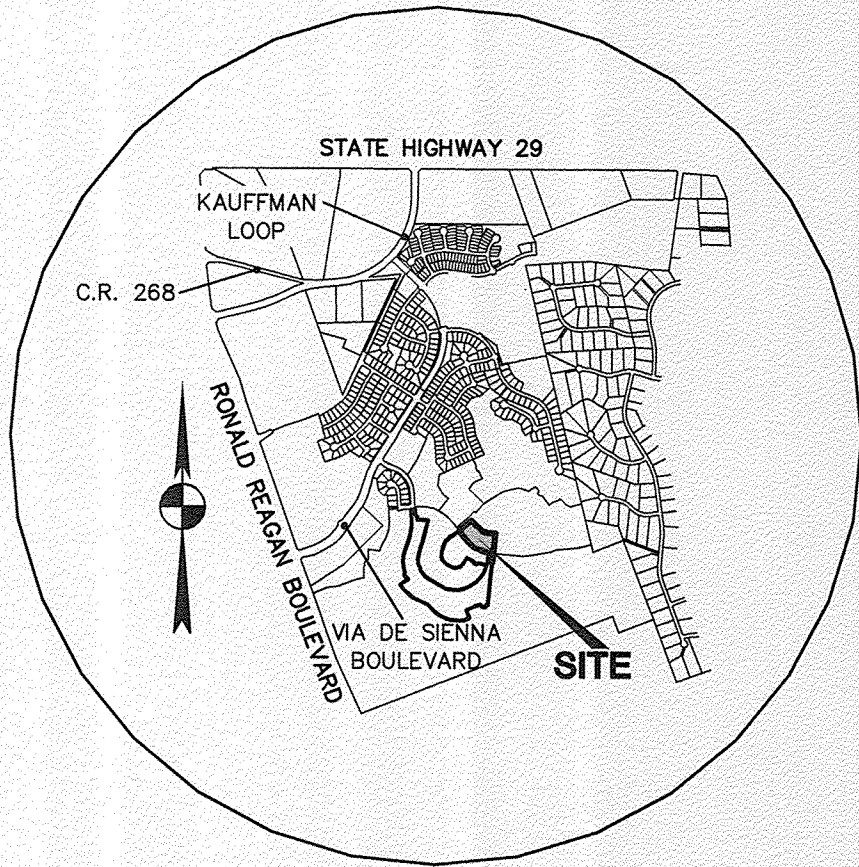 STATE HIGHWAY 29
KAUFFMAN
LOOP
C.R. 268
RONALD REAGAN BOULEVARD
VIA DE SIENNA
BOULEVARD
SITE